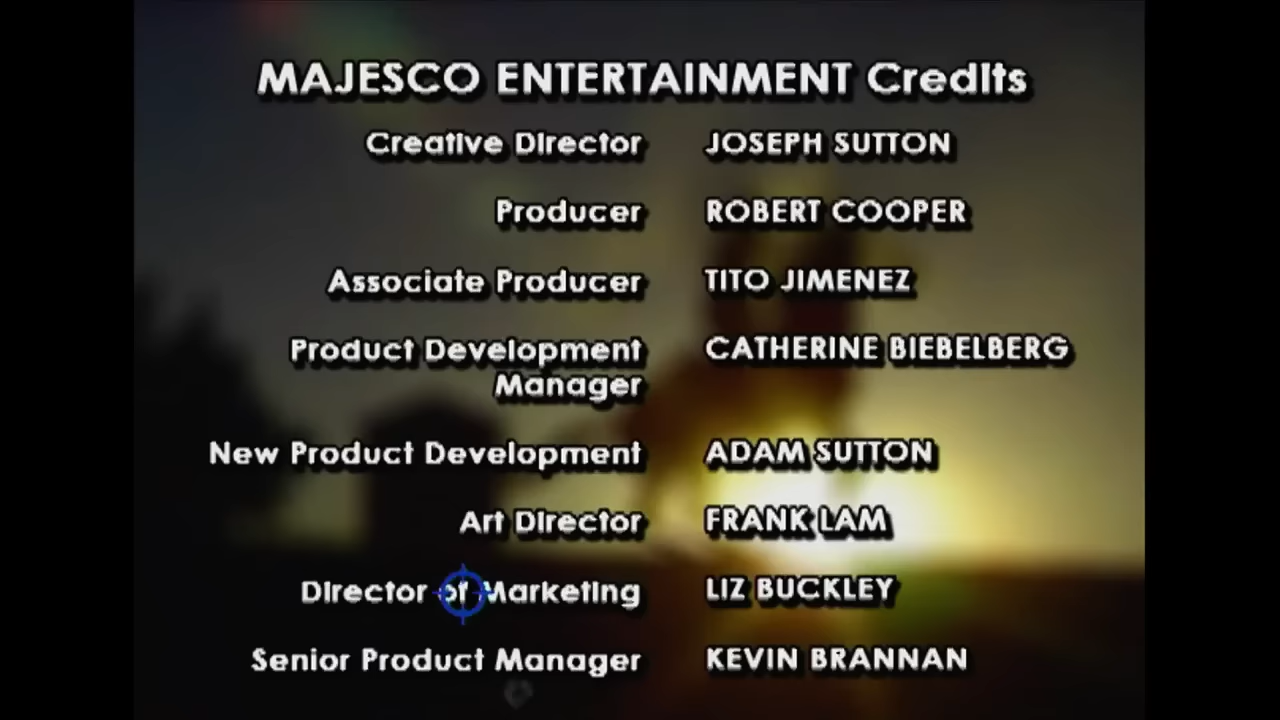 MAJESCO ENTERTAINMENT Credits
Creative Director JOSEPH SUTTON
Producer ROBERT COOPER
Associate Producer TITO JIMENEZ
Product Development CATHERINE BIEBELBERG
Manager
New Product Development ADAM SUTTON
Art Director FRANK LAM
Director of Marketing LIZ BUCKLEY
Senior Product Manager KEVIN BRANNAN